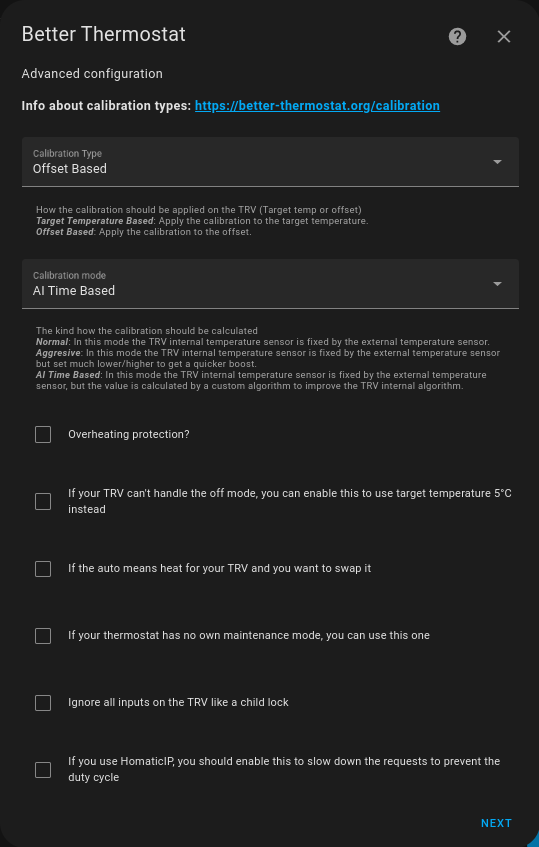 Better Thermostat
Advanced configuration
Info about calibration types: https://better-thermostat.org/calibration
Calibration Type
Offset Based
How the calibration should be applied on the TRV (Target temp or offset)
Target Temperature Based: Apply the calibration to the target temperature.
Offset Based: Apply the calibration to the offset.
Calibration mode
AI Time Based
The kind how the calibration should be calculated
Normal: In this mode the TRV internal temperature sensor is fixed by the external temperature sensor.
Aggresive: In this mode the TRV internal temperature sensor is fixed by the external temperature sensor
but set much lower/higher to get a quicker boost.
AI Time Based: In this mode the TRV internal temperature sensor is fixed by the external temperature
sensor, but the value is calculated by a custom algorithm to improve the TRV internal algorithm.
Overheating protection?
If your TRV can't handle the off mode, you can enable this to use target temperature 5°C
instead
If the auto means heat for your TRV and you want to swap it
If your thermostat has no own maintenance mode, you can use this one
Ignore all inputs on the TRV like a child lock
If you use HomaticIP, you should enable this to slow down the requests to prevent the
duty cycle
NEXT